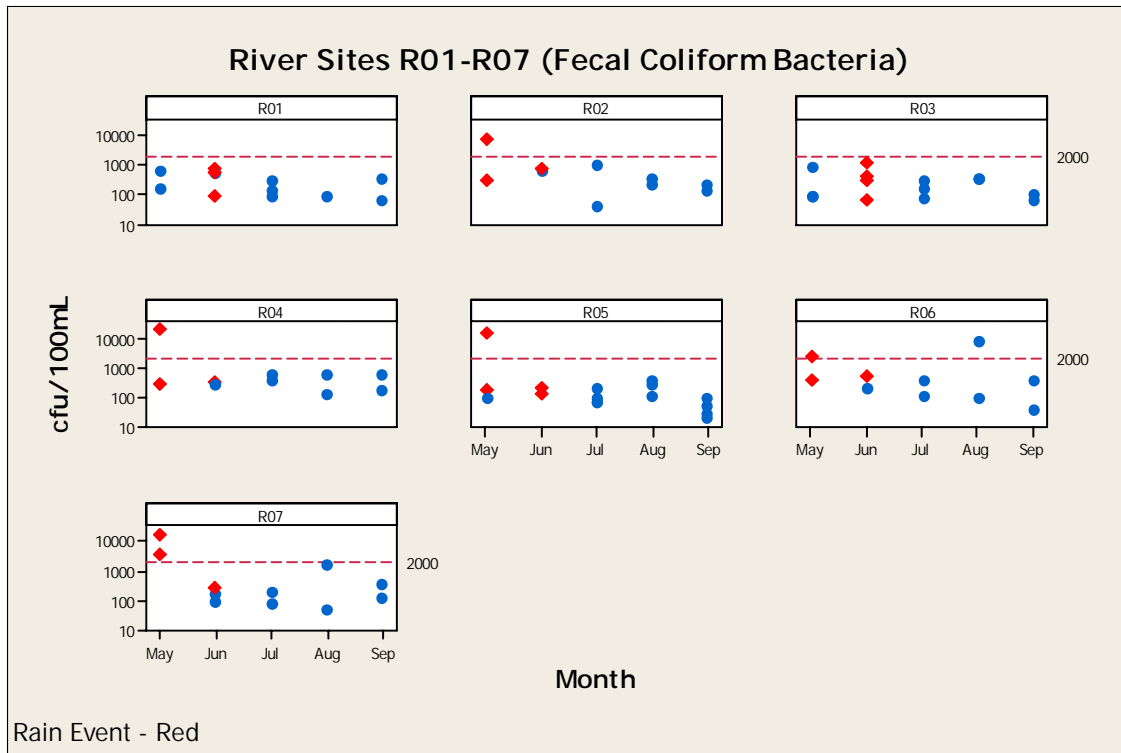 River Sites R01-R07 (Fecal Coliform Bacteria)
R01 R02 R03
10000
1000
100
10
2000
cfu/100mL
R04 R05 R06
10000
1000
100
10
2000
May Jun Jul Aug Sep May Jun Jul Aug Sep
R07
10000
1000
100
10
2000
May Jun Jul Aug Sep
Month
Rain Event - Red